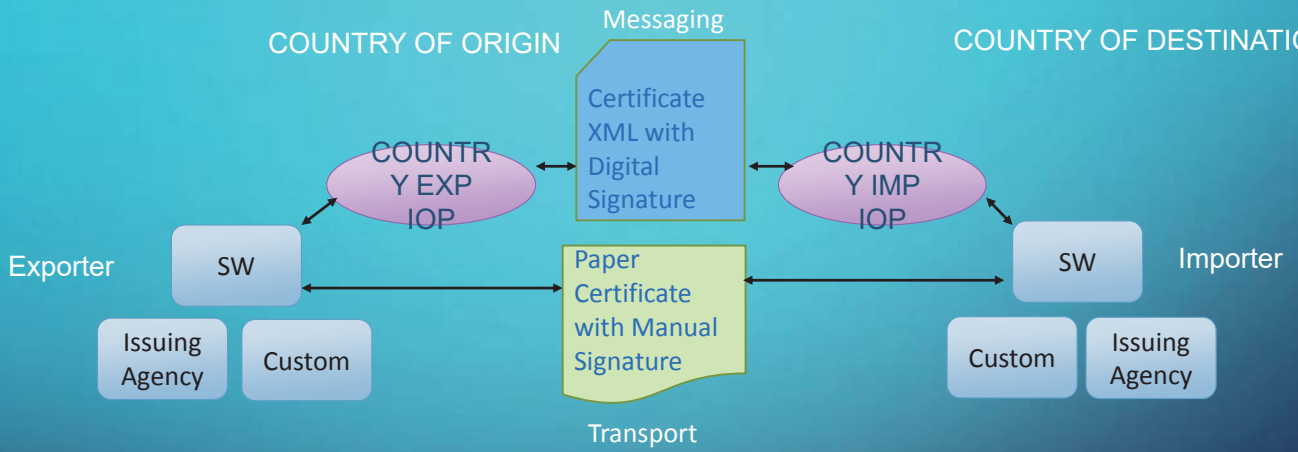 Messaging
COUNTRY OF ORIGIN
COUNTRY OF DESTINATIO
Certificate
XML with
Digital
Signature
COUNTR
Y EXP
IOP
COUNTR
Y IMP
IOP
Exporter
SW
Paper
Certificate
with Manual
Signature
SW
Importer
Issuing
Agency
Custom
Custom
Issuing
Agency
Transport